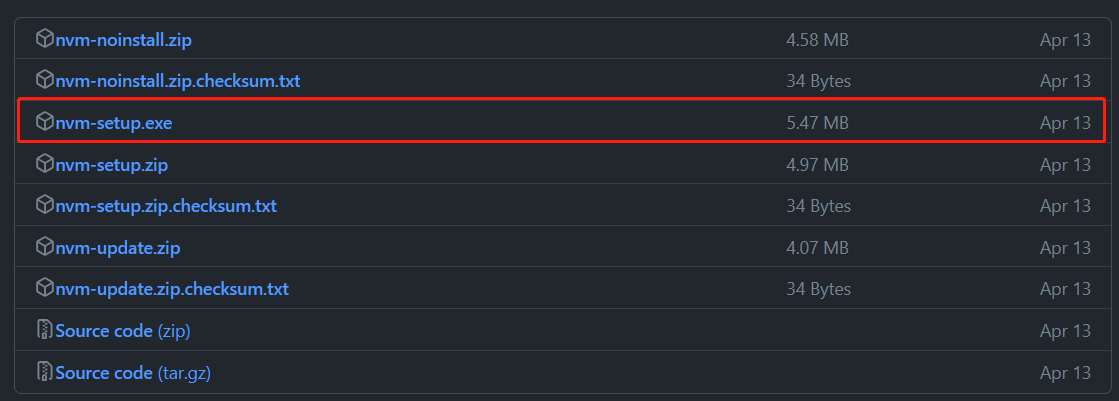 nvm-noinstall.zip 4.58 MB Apr 13
nvm-noinstall.zip.checksum.txt 34 Bytes Apr 13
nvm-setup.exe 5.47 MB Apr 13
nvm-setup.zip 4.97 MB Apr 13
nvm-setup.zip.checksum.txt 34 Bytes Apr 13
nvm-update.zip 4.07 MB Apr 13
nvm-update.zip.checksum.txt 34 Bytes Apr 13
Source code (zip) Apr 13
Source code (tar.gz) Apr 13